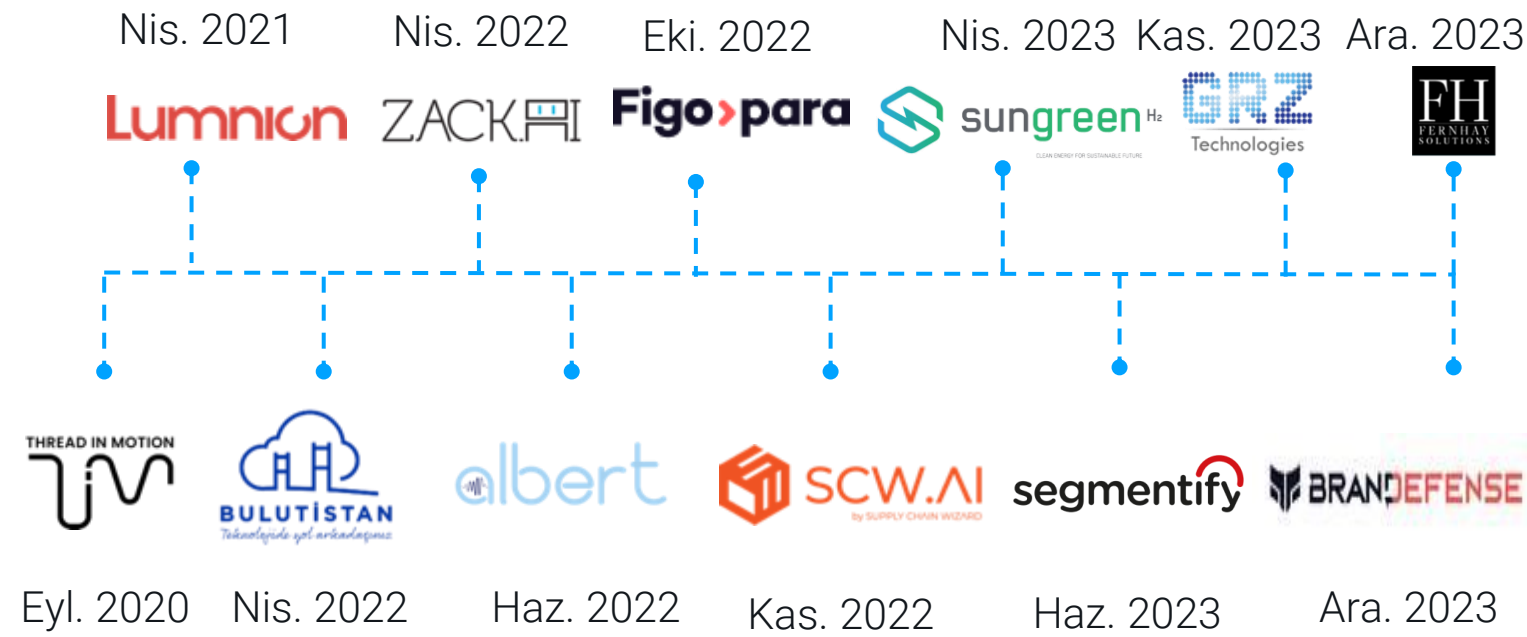 Nis. 2021
Nis. 2022
Eki. 2022
Nis. 2023
Kas. 2023
Ara. 2023
Lumnion
ZACK.AI
Figopara
sungreen H₂
CLEAN ENERGY FOR SUSTAINABLE FUTURE
GRZ
Technologies
FH
FERNHAY
SOLUTIONS
THREAD IN MOTION
TiM
BULUTİSTAN
Teknolojide yol arkadaşınız
albert
SCW.AI
by SUPPLY CHAIN WIZARD
segmentify
BRANDEFENSE
Eyl. 2020
Nis. 2022
Haz. 2022
Kas. 2022
Haz. 2023
Ara. 2023